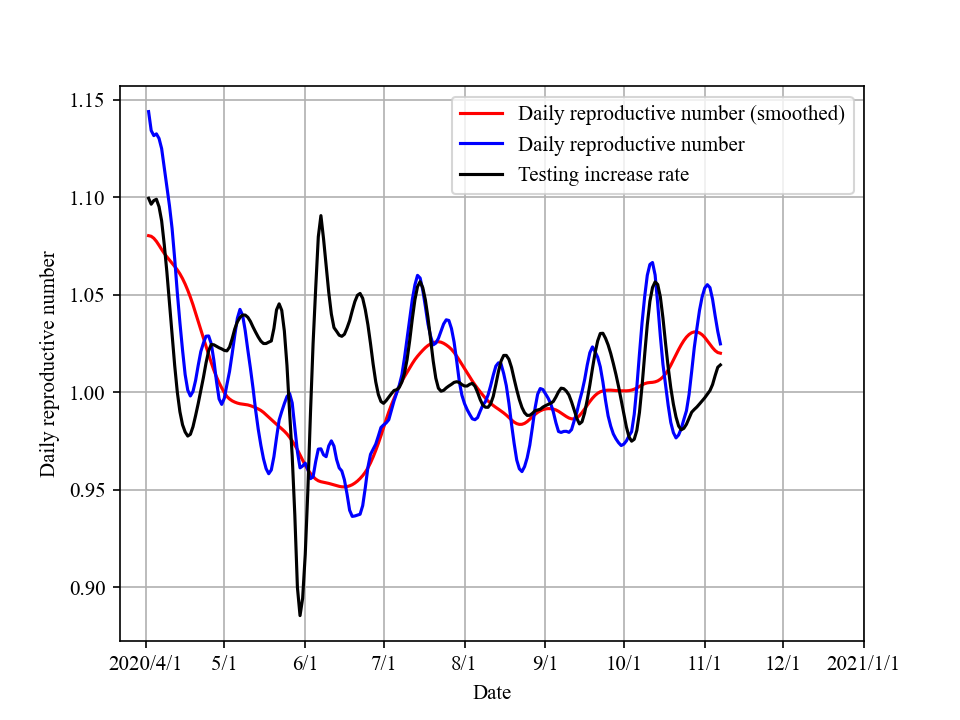 Daily reproductive number (smoothed)
Daily reproductive number
Testing increase rate
Daily reproductive number
1.15
1.10
1.05
1.00
0.95
0.90
2020/4/1 5/1 6/1 7/1 8/1 9/1 10/1 11/1 12/1 2021/1/1
Date